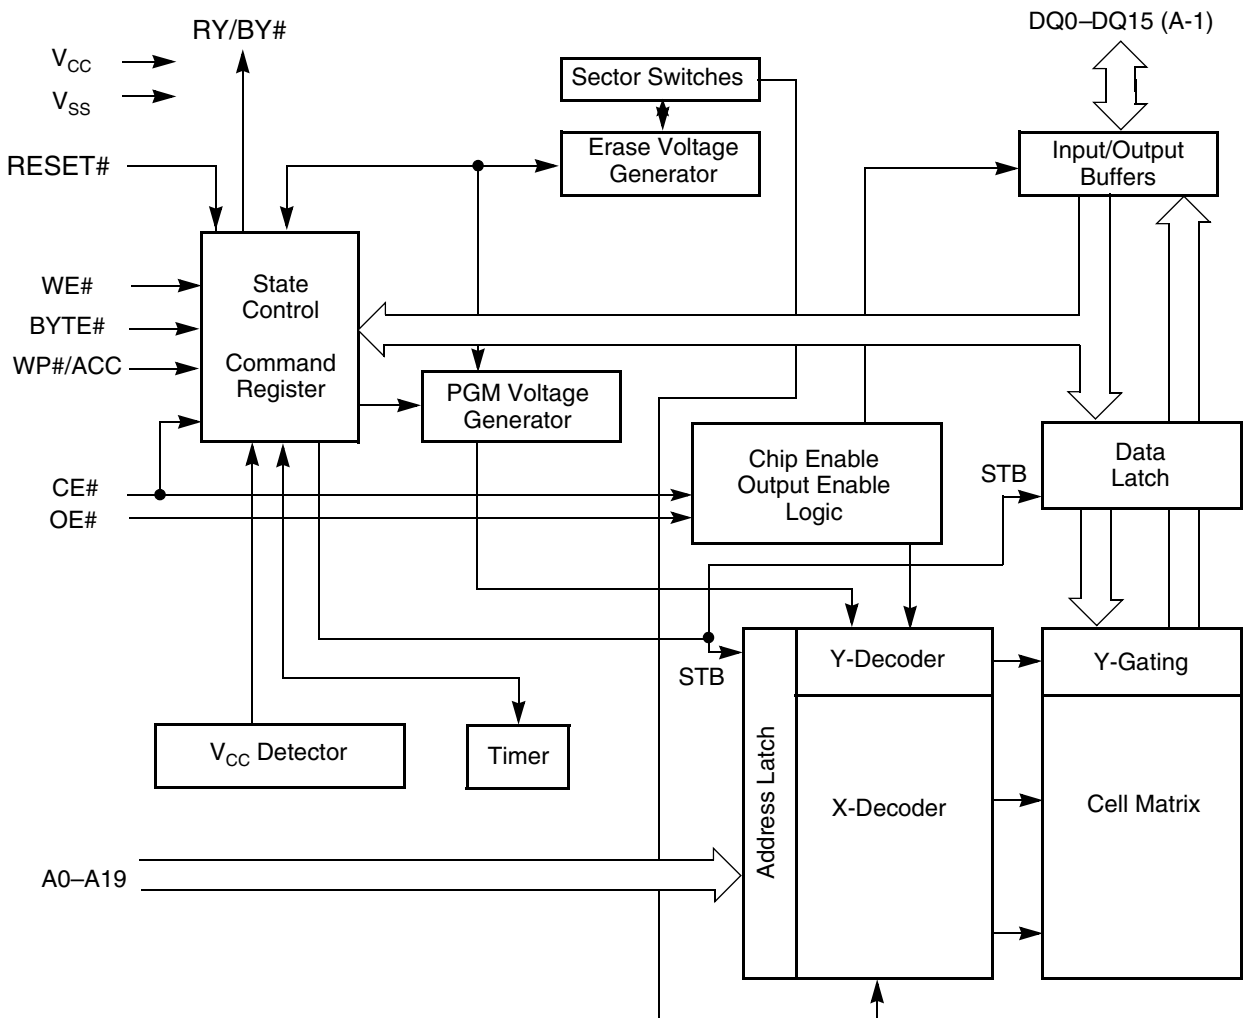 RY/BY#
DQ0–DQ15 (A-1)
VCC
VSS
Sector Switches
RESET#
Erase Voltage
Generator
Input/Output
Buffers
WE#
BYTE#
WP#/ACC
State
Control
Command
Register
PGM Voltage
Generator
CE#
OE#
Chip Enable
Output Enable
Logic
STB
Data
Latch
STB
Y-Decoder
Y-Gating
VCC Detector
Timer
Address Latch
X-Decoder
Cell Matrix
A0–A19